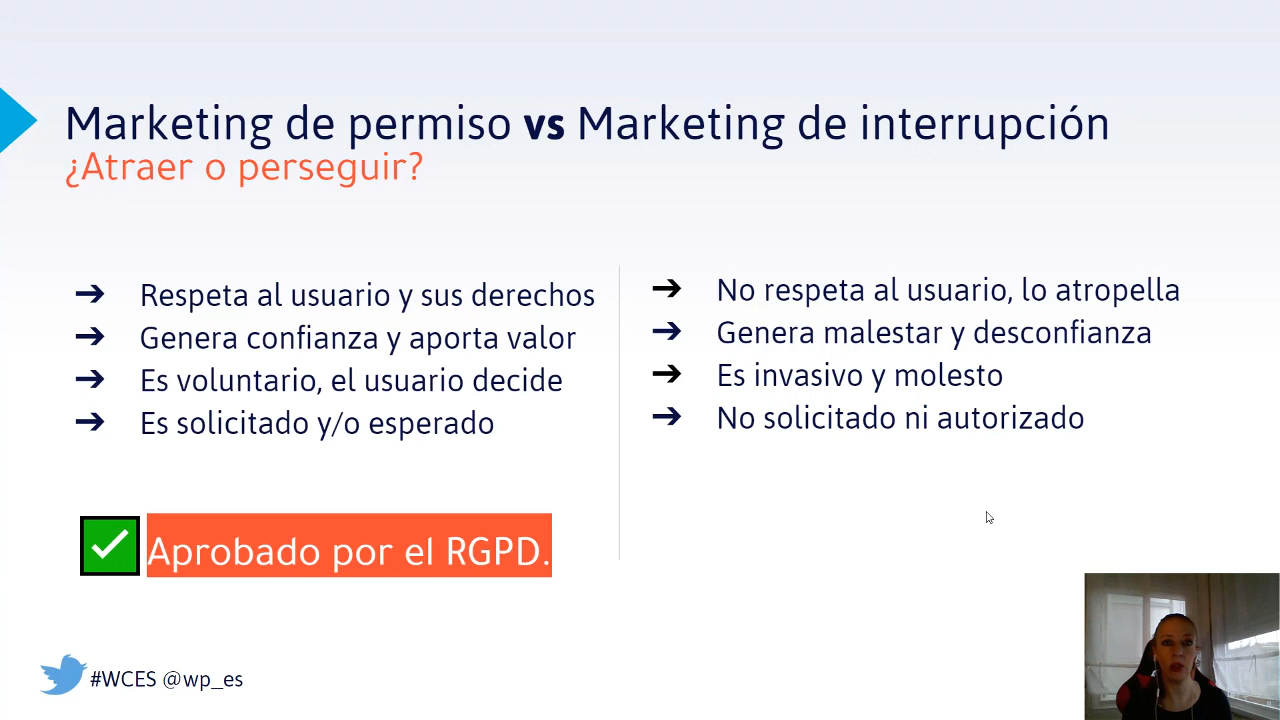 Marketing de permiso vs Marketing de interrupción
¿Atraer o perseguir?
➔ Respeta al usuario y sus derechos
➔ Genera confianza y aporta valor
➔ Es voluntario, el usuario decide
➔ Es solicitado y/o esperado
Aprobado por el RGPD.
➔ No respeta al usuario, lo atropella
➔ Genera malestar y desconfianza
➔ Es invasivo y molesto
➔ No solicitado ni autorizado
#WCES @wp_es